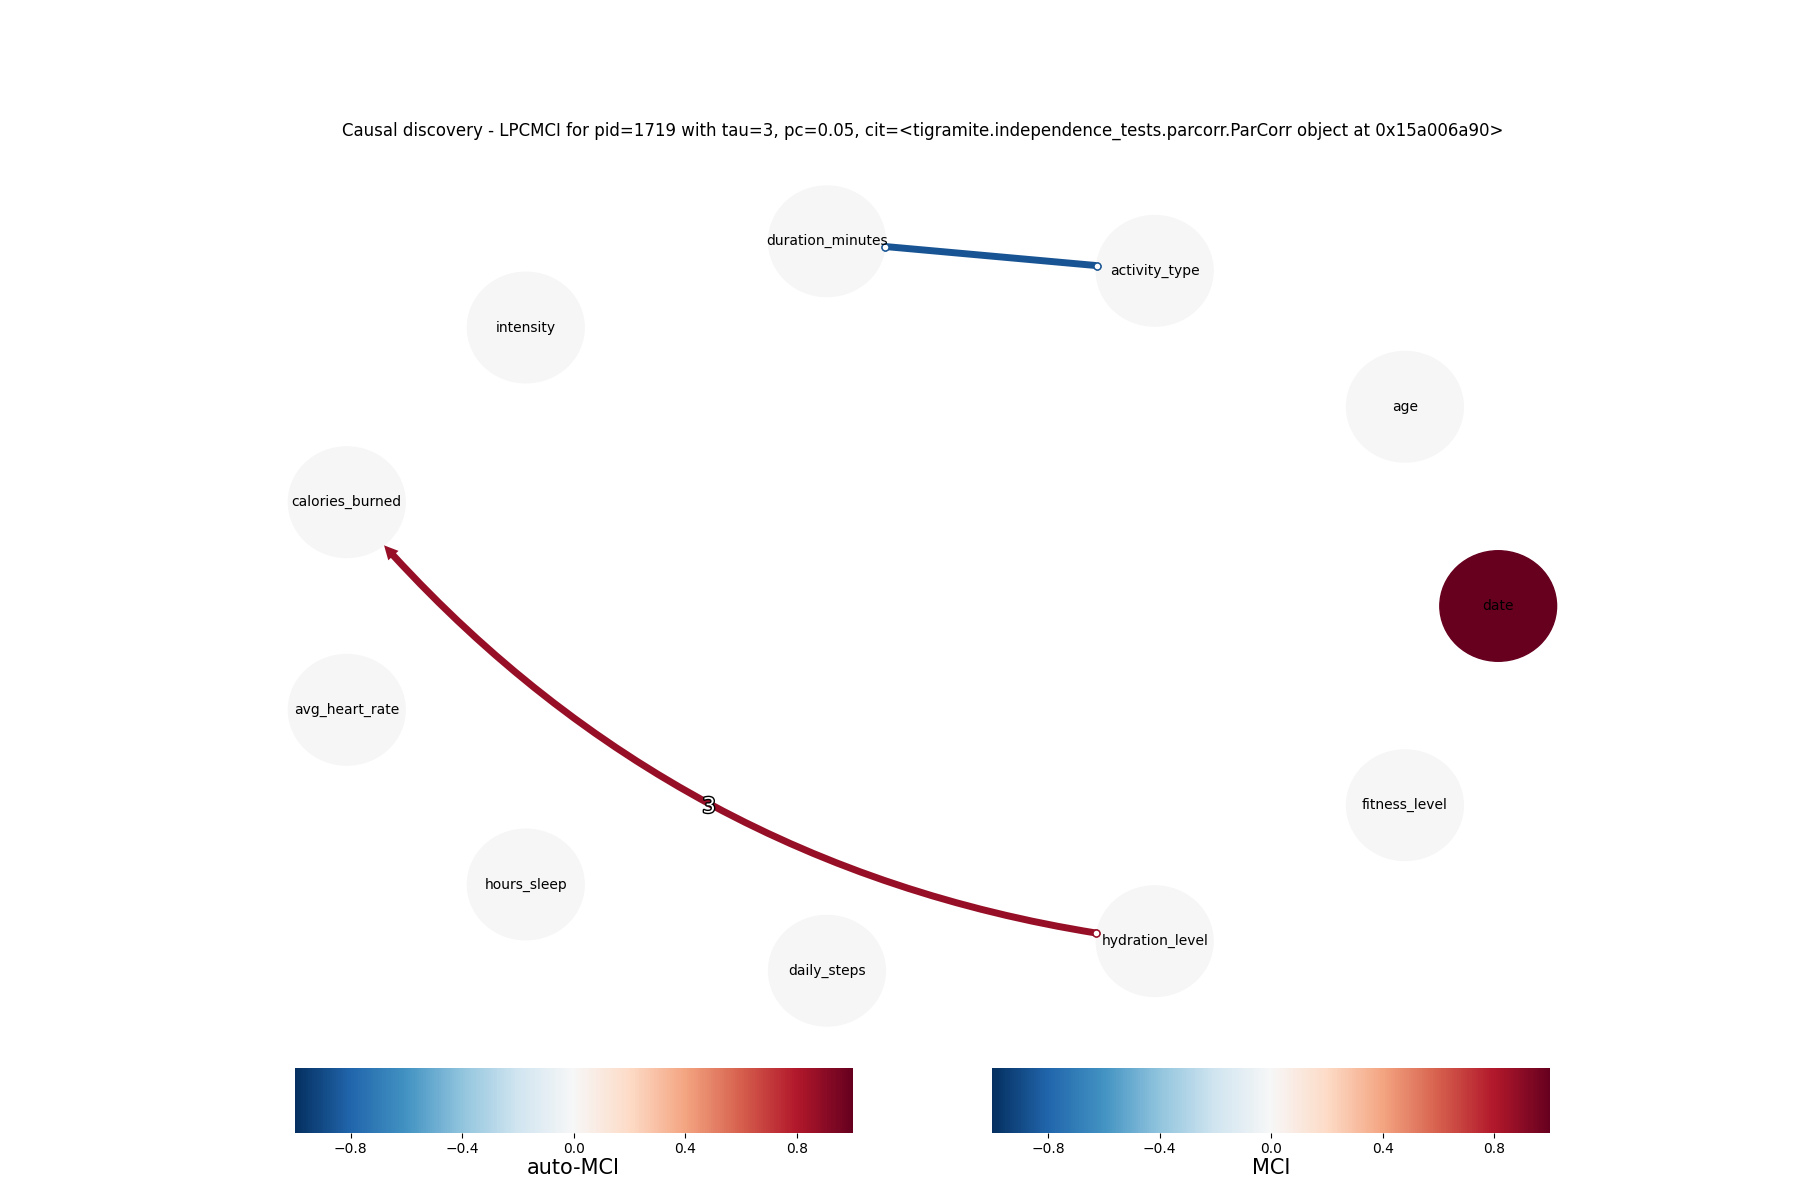 Causal discovery - LPCMCI for pid=1719 with tau=3, pc=0.05, cit=<tigramite.independence_tests.parcorr.ParCorr object at 0x15a006a90>
duration_minutes
activity_type
intensity
age
calories_burned
date
avg_heart_rate
3
fitness_level
hours_sleep
hydration_level
daily_steps
−0.8 −0.4 0.0 0.4 0.8
auto-MCI
−0.8 −0.4 0.0 0.4 0.8
MCI